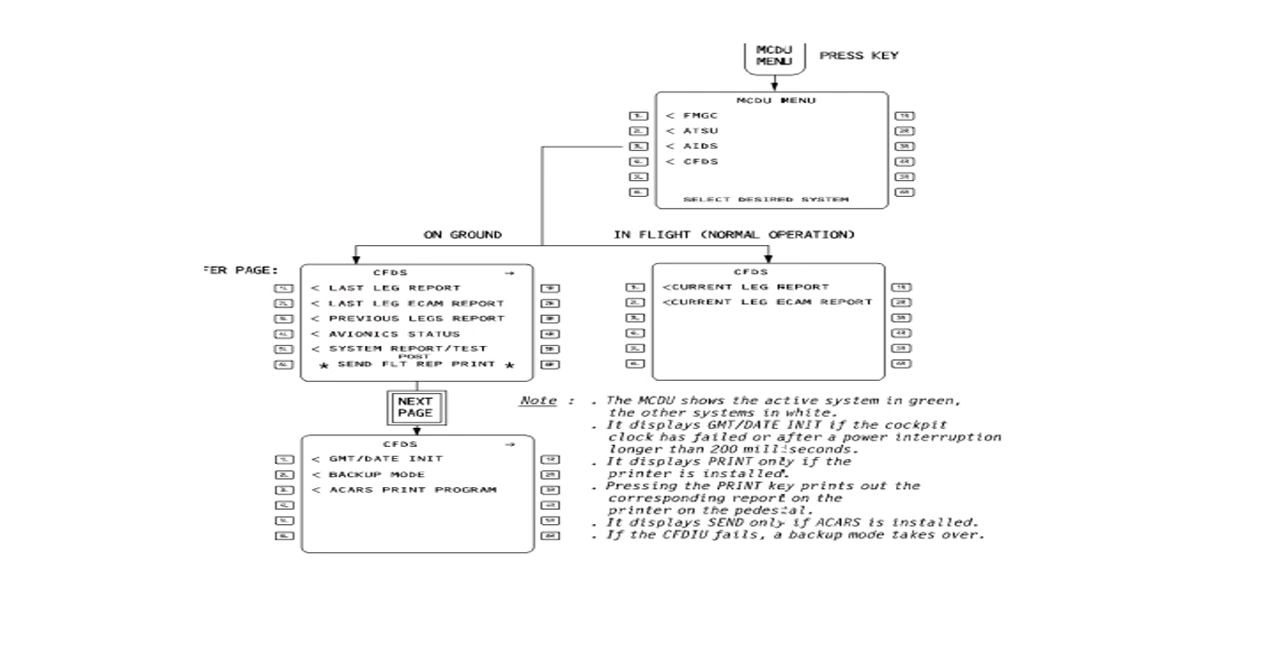 MCDU
MENU
PRESS KEY
MCDU MENU
< FMGC
< ATSU
< AIDS
< CFDS
SELECT DESIRED SYSTEM
1L
2L
3L
1R
2R
3R
4R
ON GROUND
IN FLIGHT (NORMAL OPERATION)
FER PAGE:
CFDS →
< LAST LEG REPORT
< LAST LEG ECAM REPORT
< PREVIOUS LEGS REPORT
< AVIONICS STATUS
< SYSTEM REPORT/TEST
POST
* SEND FLT REP PRINT *
CFDS
<CURRENT LEG REPORT
<CURRENT LEG ECAM REPORT
NEXT
PAGE
CFDS →
< GMT/DATE INIT
< BACKUP MODE
< ACARS PRINT PROGRAM
Note : . The MCDU shows the active system in green,
the other systems in white.
. It displays GMT/DATE INIT if the cockpit
clock has failed or after a power interruption
longer than 200 milliseconds.
. It displays PRINT only if the
printer is installed.
. Pressing the PRINT key prints out the
corresponding report on the
printer on the pedestal.
. It displays SEND only if ACARS is installed.
. If the CFDIU fails, a backup mode takes over.